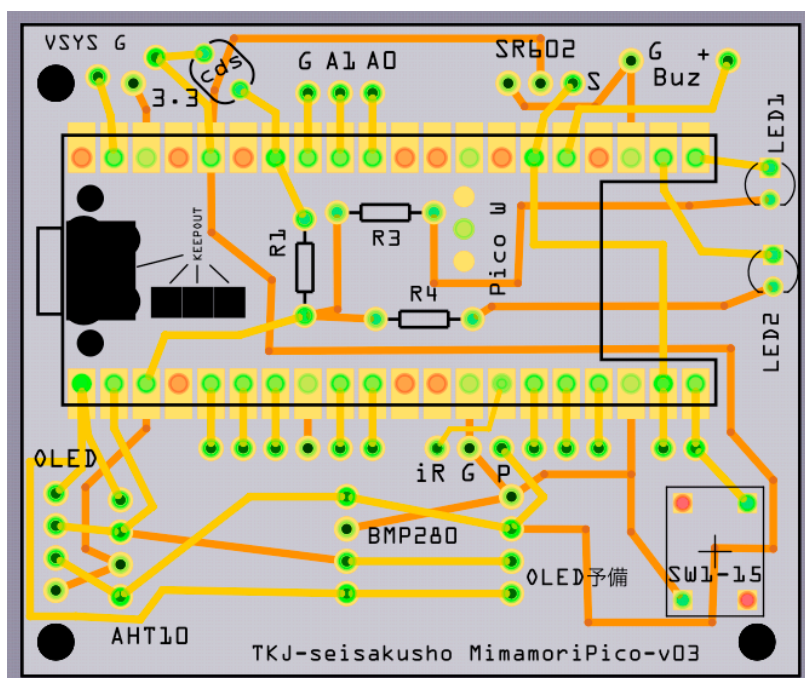 VSYS G
cds
3.3
G A1 A0
SR602
S
G
Buz
+
LED1
KEEPOUT
R1
R3
R4
Pico W
LED2
OLED
iR G P
BMP280
OLED予備
SW1-15
AHT10
TKJ-seisakusho MimamoriPico-v03